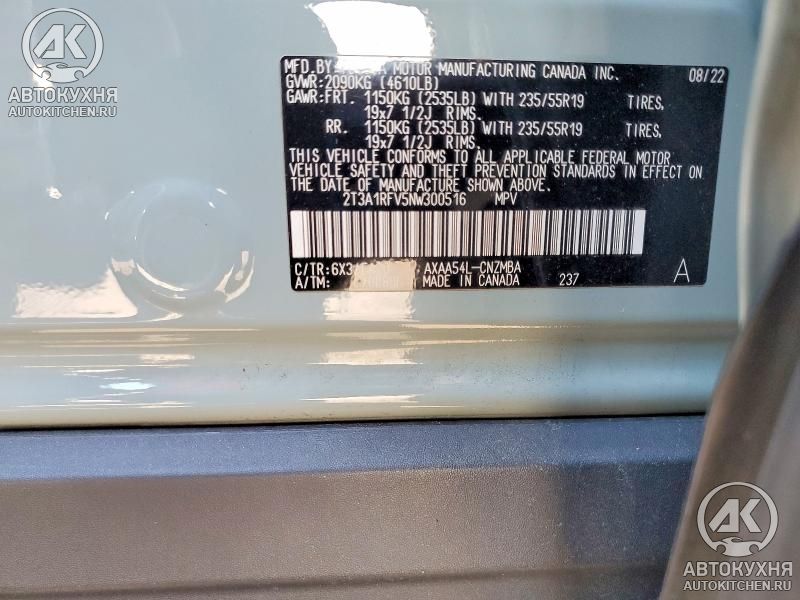 AK
АВТОКУХНЯ
AUTOKITCHEN.RU
MFD.BY MOTOR MANUFACTURING CANADA INC. 08/22
GVWR:2090KG (4610LB)
GAWR:FRT. 1150KG (2535LB) WITH 235/55R19 TIRES,
19x7 1/2J RIMS.
RR. 1150KG (2535LB) WITH 235/55R19 TIRES,
19x7 1/2J RIMS.
THIS VEHICLE CONFORMS TO ALL APPLICABLE FEDERAL MOTOR
VEHICLE SAFETY AND THEFT PREVENTION STANDARDS IN EFFECT ON
THE DATE OF MANUFACTURE SHOWN ABOVE.
2T3A1RFV5NW300516 MPV
C/TR: AXAA54L-CNZMBA
A/TM: MADE IN CANADA 237 A
AK
АВТОКУХНЯ
AUTOKITCHEN.RU